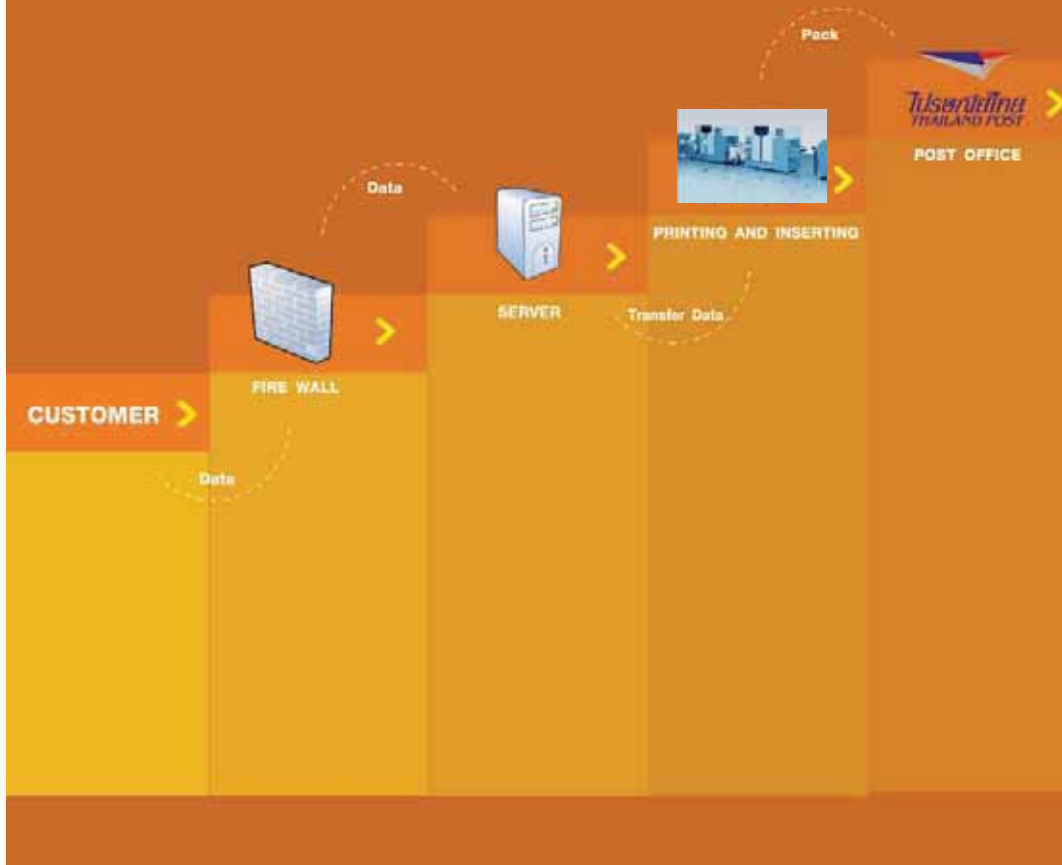 Pack
ไปรษณีย์ไทย
THAILAND POST
POST OFFICE
Data
PRINTING AND INSERTING
SERVER
Transfer Data
FIRE WALL
CUSTOMER
Data